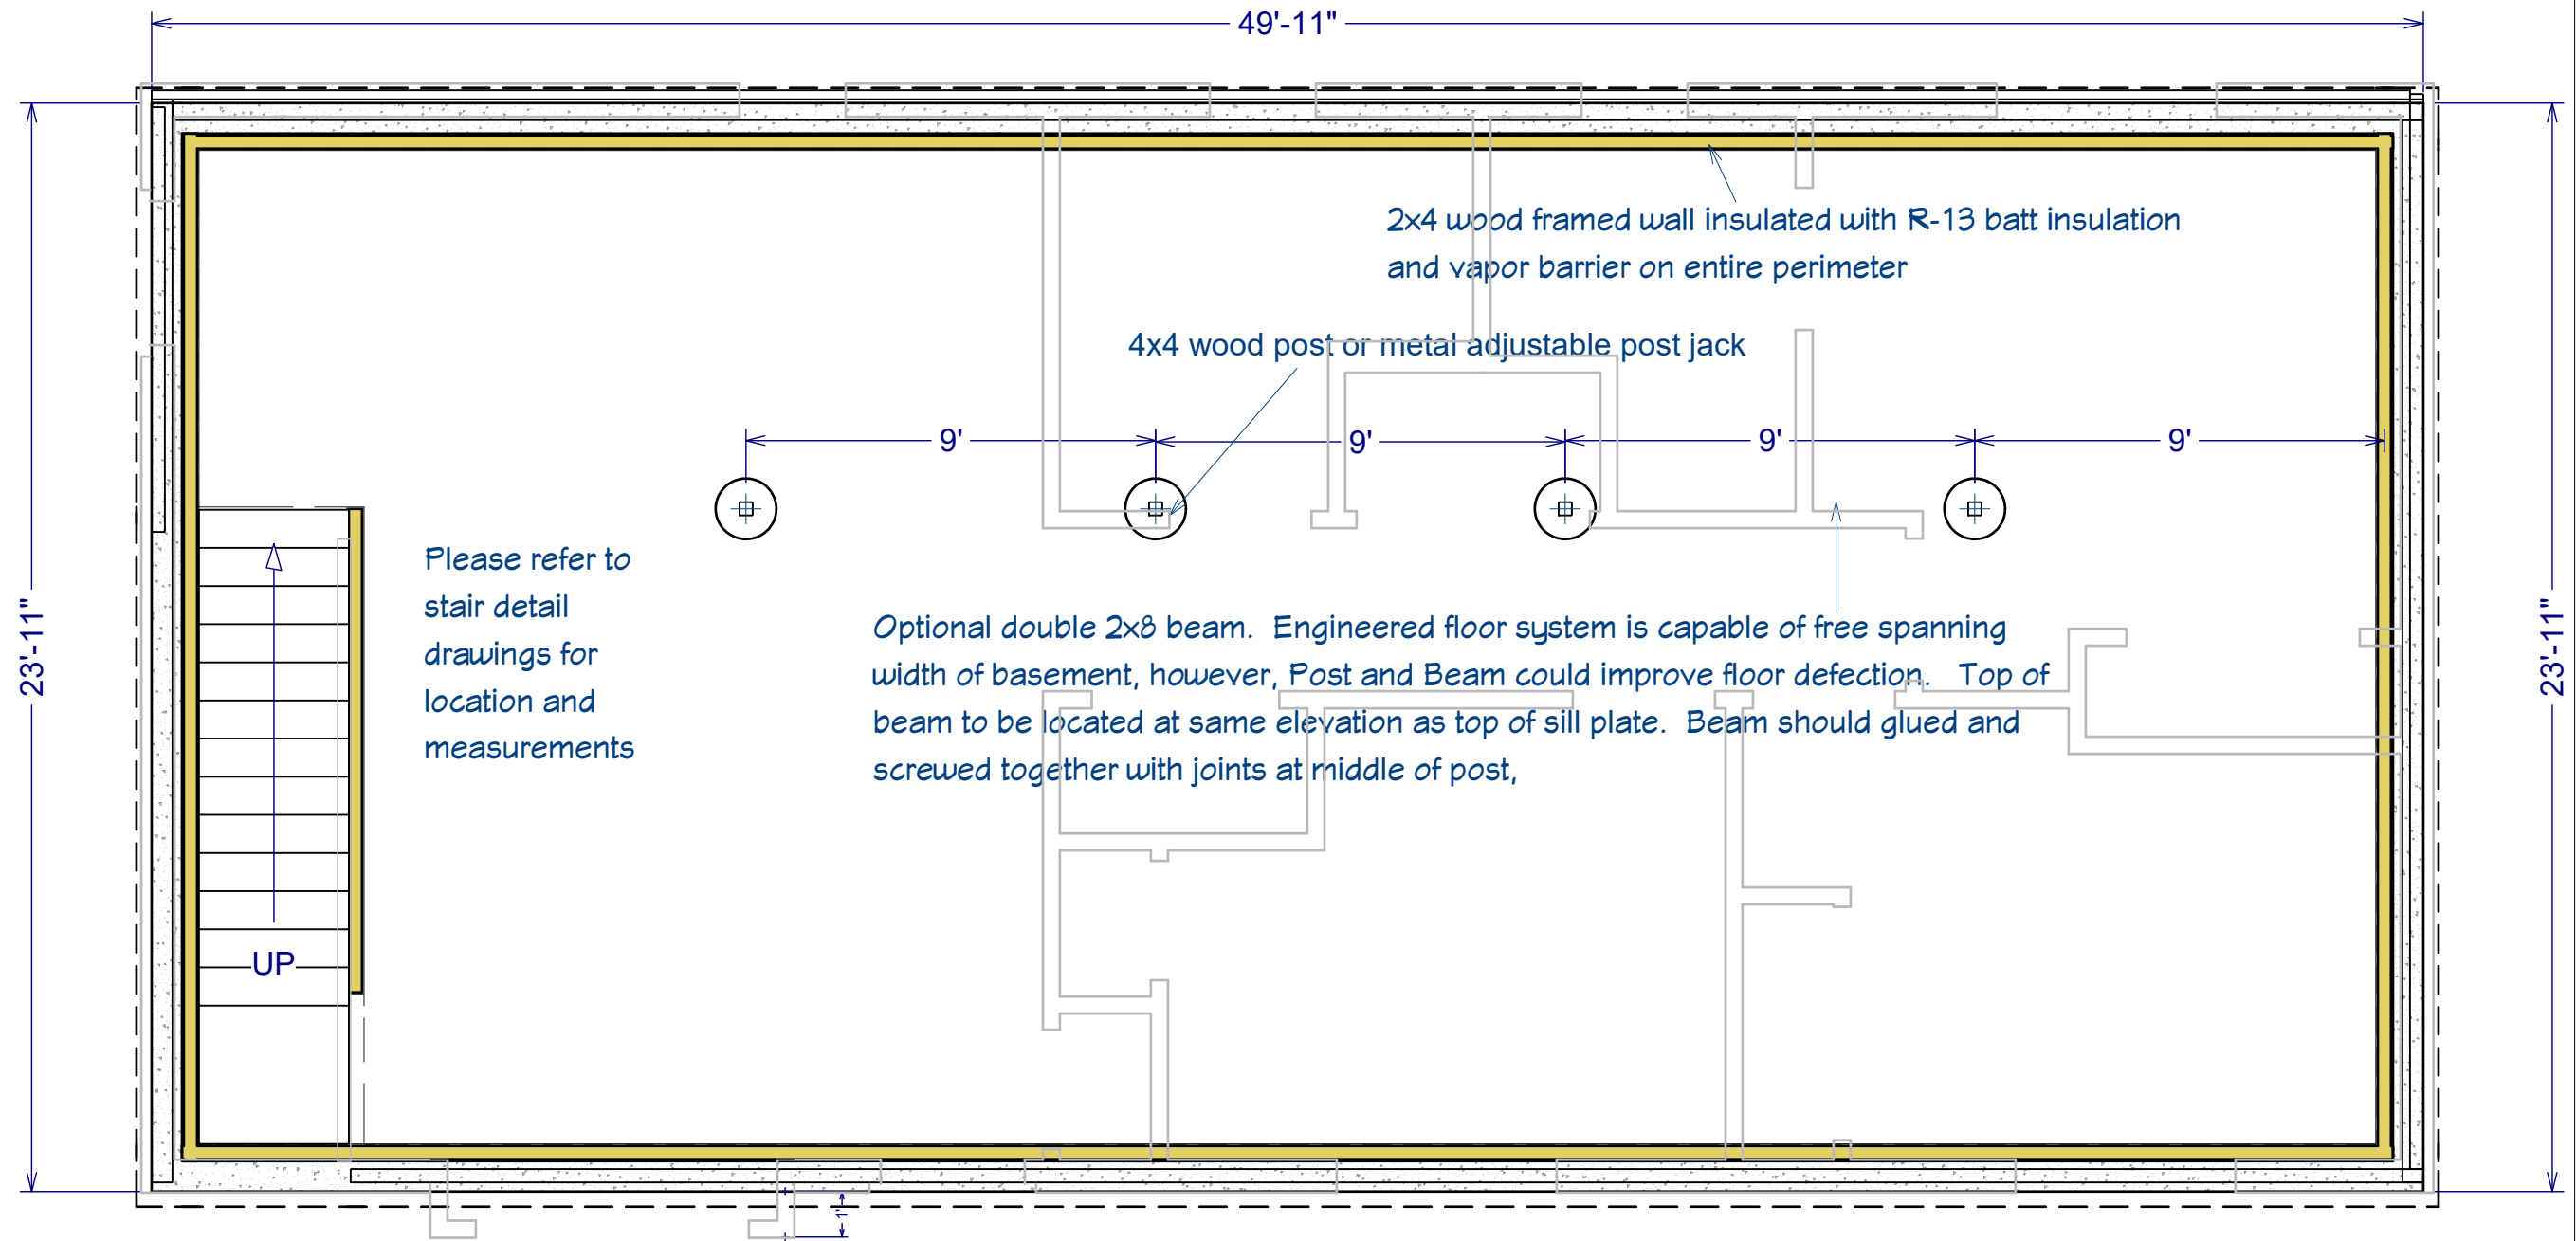 49'-11"
2x4 wood framed wall insulated with R-13 batt insulation
and vapor barrier on entire perimeter
4x4 wood post or metal adjustable post jack
9'
9'
9'
9'
Please refer to
stair detail
drawings for
location and
measurements
23'-11"
23'-11"
Optional double 2x8 beam. Engineered floor system is capable of free spanning
width of basement, however, Post and Beam could improve floor defection. Top of
beam to be located at same elevation as top of sill plate. Beam should glued and
screwed together with joints at middle of post,
UP
1'